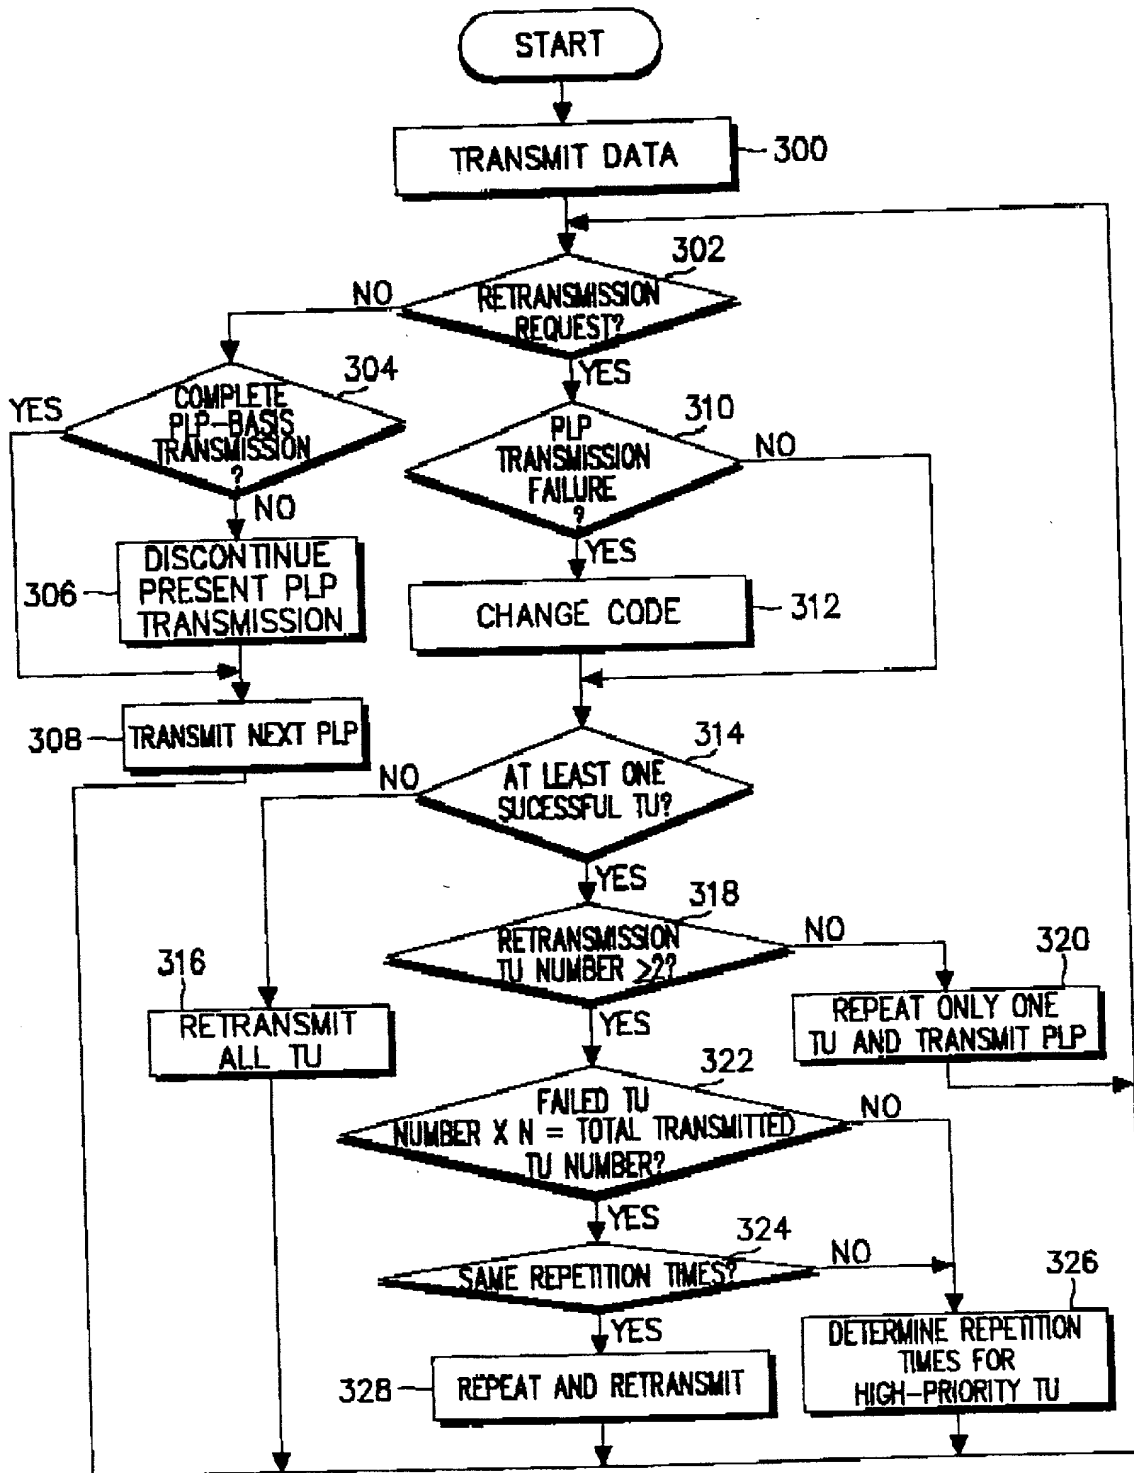 START
TRANSMIT DATA
300
302
RETRANSMISSION
REQUEST?
NO
YES
304
COMPLETE
PLP-BASIS
TRANSMISSION
?
YES
NO
310
PLP
TRANSMISSION
FAILURE
?
NO
YES
DISCONTINUE
PRESENT PLP
TRANSMISSION
306
CHANGE CODE
312
308
TRANSMIT NEXT PLP
314
AT LEAST ONE
SUCESSFUL TU?
NO
YES
318
RETRANSMISSION
TU NUMBER ≥2?
NO
YES
316
RETRANSMIT
ALL TU
320
REPEAT ONLY ONE
TU AND TRANSMIT PLP
322
FAILED TU
NUMBER X N = TOTAL TRANSMITTED
TU NUMBER?
NO
YES
324
SAME REPETITION TIMES?
NO
YES
326
DETERMINE REPETITION
TIMES FOR
HIGH-PRIORITY TU
328
REPEAT AND RETRANSMIT